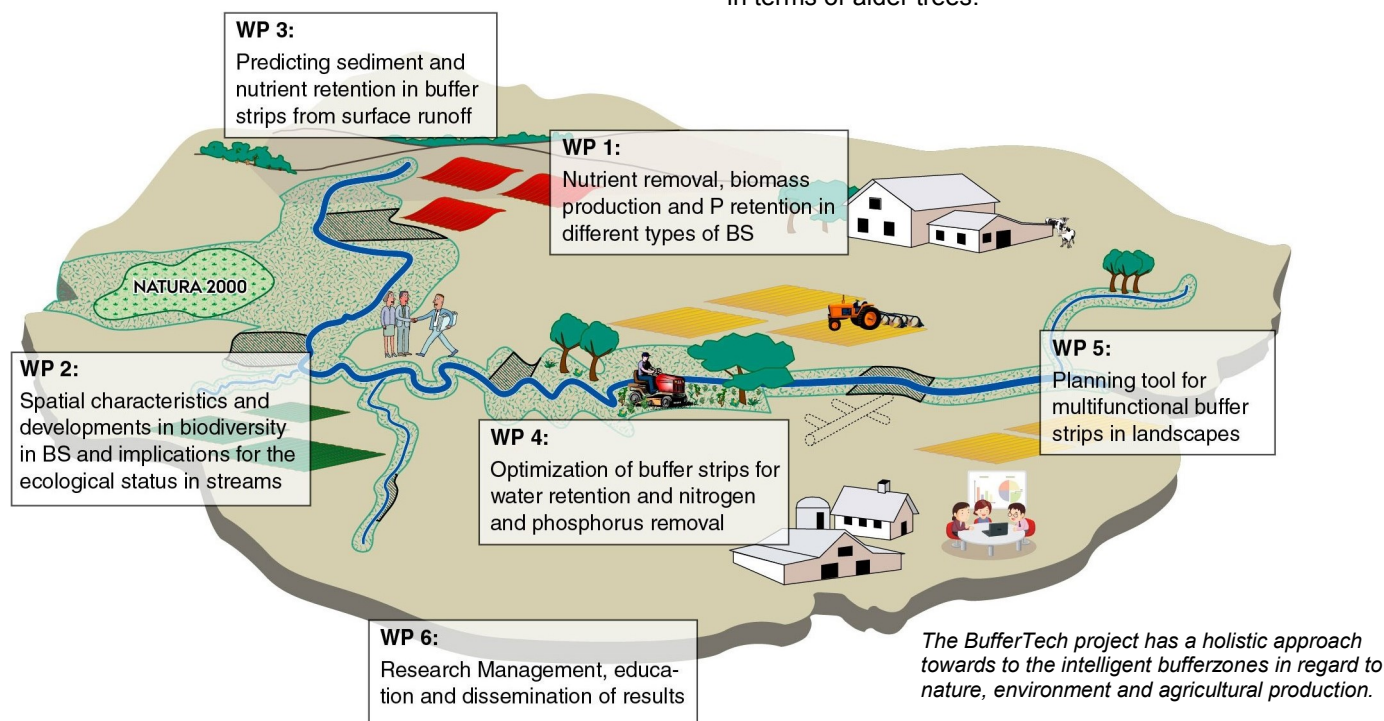 in terms of alder trees.
WP 3:
Predicting sediment and
nutrient retention in buffer
strips from surface runoff
WP 1:
Nutrient removal, biomass
production and P retention in
different types of BS
NATURA 2000
WP 2:
Spatial characteristics and
developments in biodiversity
in BS and implications for the
ecological status in streams
WP 4:
Optimization of buffer strips for
water retention and nitrogen
and phosphorus removal
WP 5:
Planning tool for
multifunctional buffer
strips in landscapes
WP 6:
Research Management, educa-
tion and dissemination of results
The BufferTech project has a holistic approach
towards to the intelligent bufferzones in regard to
nature, environment and agricultural production.